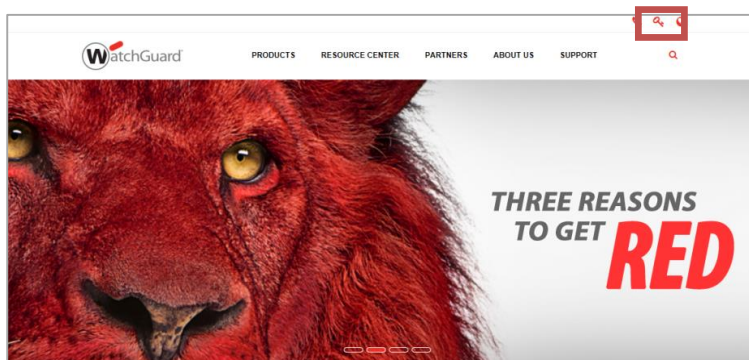 WatchGuard
PRODUCTS RESOURCE CENTER PARTNERS ABOUT US SUPPORT
THREE REASONS
TO GET RED